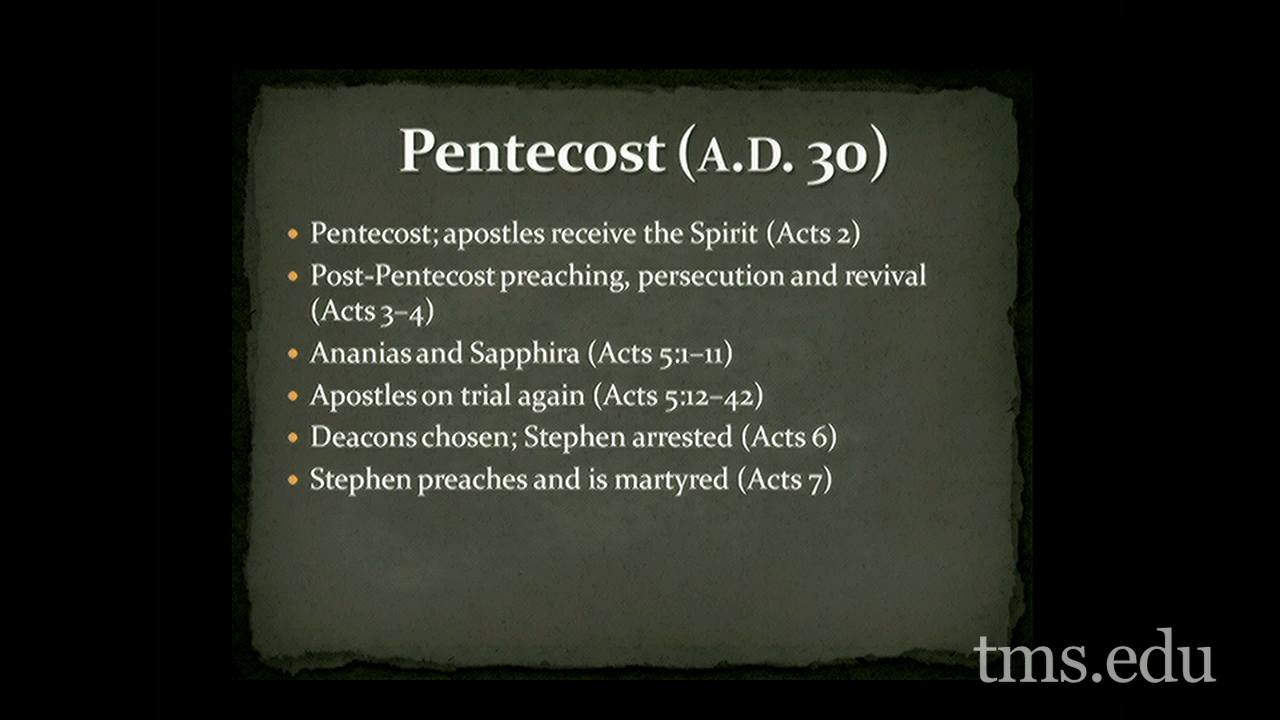 Pentecost (A.D. 30)
• Pentecost; apostles receive the Spirit (Acts 2)
• Post-Pentecost preaching, persecution and revival
(Acts 3–4)
• Ananias and Sapphira (Acts 5:1–11)
• Apostles on trial again (Acts 5:12–42)
• Deacons chosen; Stephen arrested (Acts 6)
• Stephen preaches and is martyred (Acts 7)
tms.edu